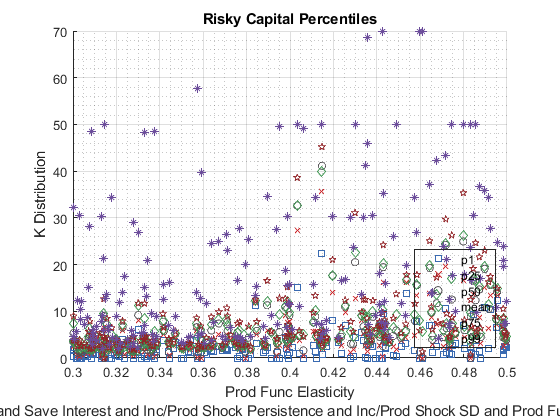 Risky Capital Percentiles
70
60
50
40
30
20
10
0
K Distribution
p1
p25
p50
mean
p75
p99
0.3 0.32 0.34 0.36 0.38 0.4 0.42 0.44 0.46 0.48 0.5
Prod Func Elasticity
and Save Interest and Inc/Prod Shock Persistence and Inc/Prod Shock SD and Prod Fu